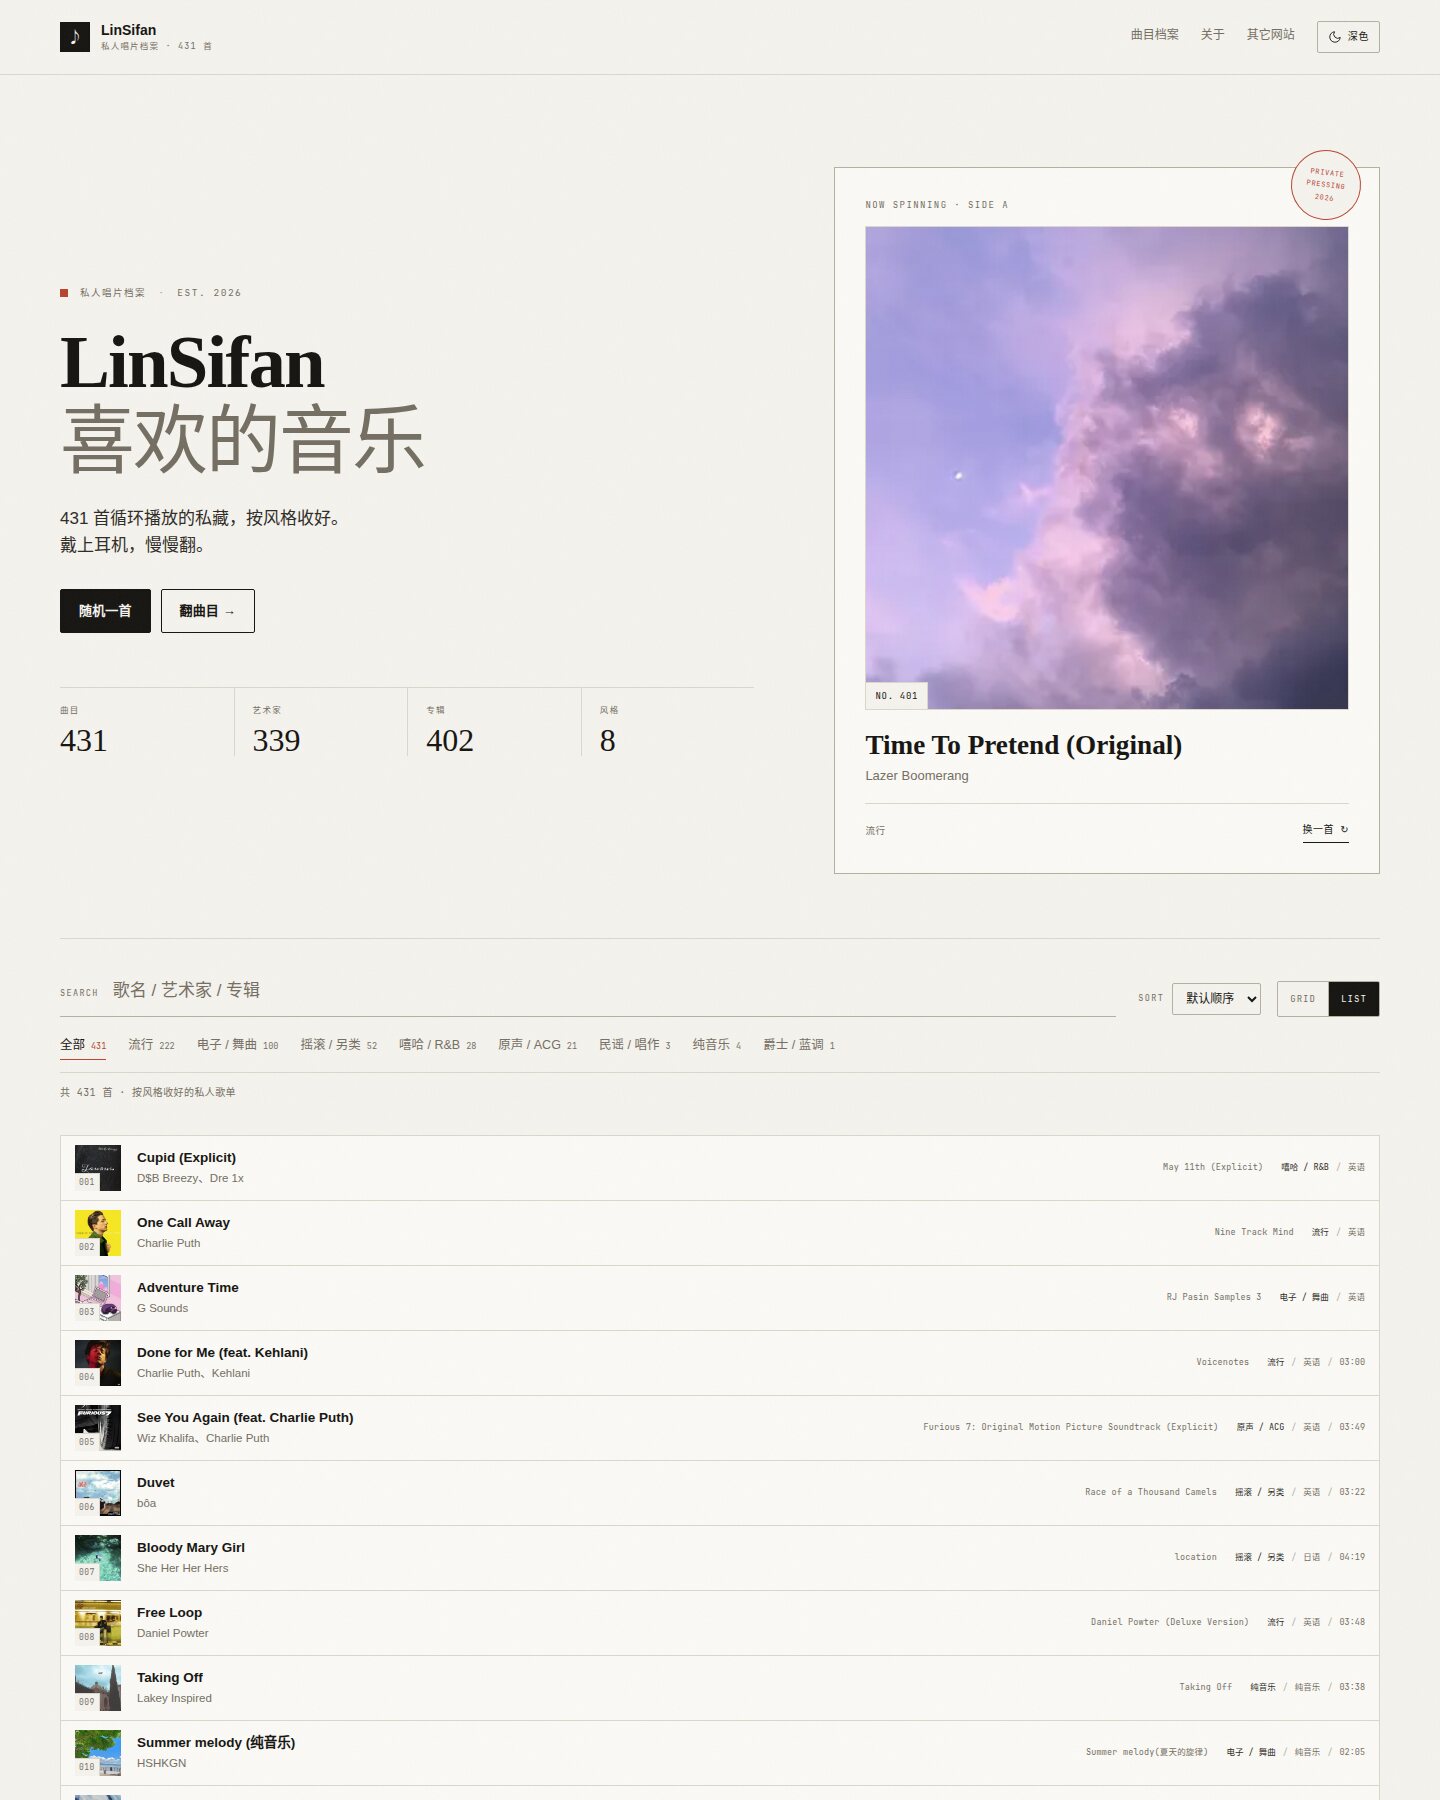 LinSifan
私人唱片档案 · 431 首
曲目档案
关于
其它网站
深色
PRIVATE
PRESSING
2026
NOW SPINNING · SIDE A
私人唱片档案 · EST. 2026
LinSifan
喜欢的音乐
431 首循环播放的私藏，按风格收好。
戴上耳机，慢慢翻。
随机一首
翻曲目 →
曲目
431
艺术家
339
专辑
402
风格
8
NO. 401
Time To Pretend (Original)
Lazer Boomerang
流行
换一首 ↻
SEARCH 歌名 / 艺术家 / 专辑
SORT 默认顺序
GRID LIST
全部 431 流行 222 电子 / 舞曲 100 摇滚 / 另类 52 嘻哈 / R&B 28 原声 / ACG 21 民谣 / 唱作 3 纯音乐 4 爵士 / 蓝调 1
共 431 首 · 按风格收好的私人歌单
001
Cupid (Explicit)
D$B Breezy、Dre 1x
May 11th (Explicit) 嘻哈 / R&B / 英语
002
One Call Away
Charlie Puth
Nine Track Mind 流行 / 英语
003
Adventure Time
G Sounds
RJ Pasin Samples 3 电子 / 舞曲 / 英语
004
Done for Me (feat. Kehlani)
Charlie Puth、Kehlani
Voicenotes 流行 / 英语 / 03:00
FURIOUS7
005
See You Again (feat. Charlie Puth)
Wiz Khalifa、Charlie Puth
Furious 7: Original Motion Picture Soundtrack (Explicit) 原声 / ACG / 英语 / 03:49
006
Duvet
bôa
Race of a Thousand Camels 摇滚 / 另类 / 英语 / 03:22
007
Bloody Mary Girl
She Her Her Hers
location 摇滚 / 另类 / 日语 / 04:19
008
Free Loop
Daniel Powter
Daniel Powter (Deluxe Version) 流行 / 英语 / 03:48
009
Taking Off
Lakey Inspired
Taking Off 纯音乐 / 纯音乐 / 03:38
010
Summer melody (纯音乐)
HSHKGN
Summer melody(夏天的旋律) 电子 / 舞曲 / 纯音乐 / 02:05